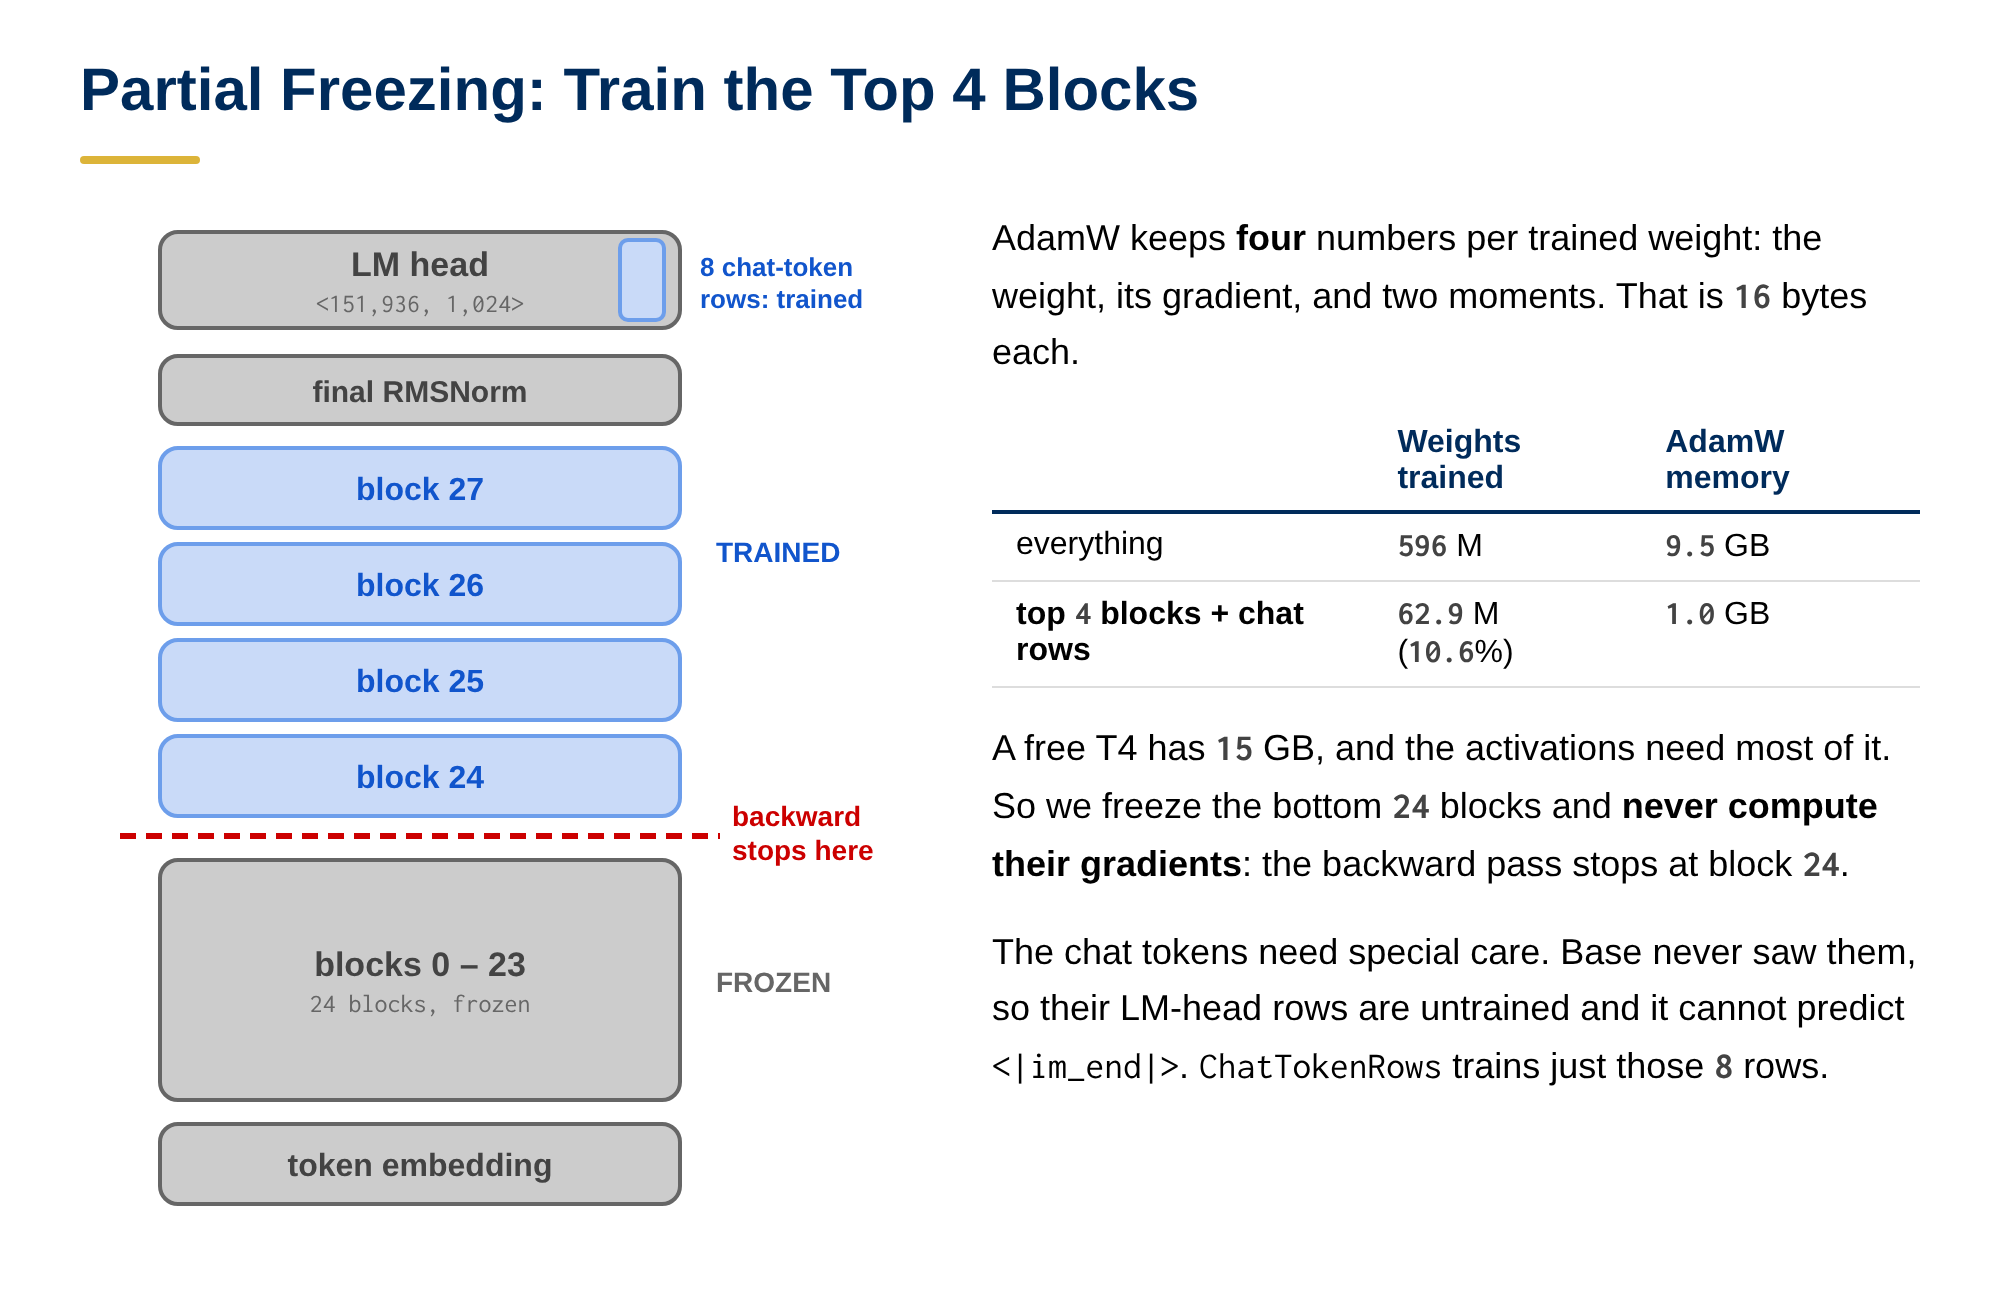 Partial Freezing: Train the Top 4 Blocks
LM head
<151,936, 1,024>
8 chat-token
rows: trained
final RMSNorm
block 27
TRAINED
block 26
block 25
block 24
backward
stops here
blocks 0 – 23
24 blocks, frozen
FROZEN
token embedding
AdamW keeps four numbers per trained weight: the
weight, its gradient, and two moments. That is 16 bytes
each.
Weights
trained
AdamW
memory
everything
596 M
9.5 GB
top 4 blocks + chat
rows
62.9 M
(10.6%)
1.0 GB
A free T4 has 15 GB, and the activations need most of it.
So we freeze the bottom 24 blocks and never compute
their gradients: the backward pass stops at block 24.
The chat tokens need special care. Base never saw them,
so their LM-head rows are untrained and it cannot predict
<|im_end|>. ChatTokenRows trains just those 8 rows.